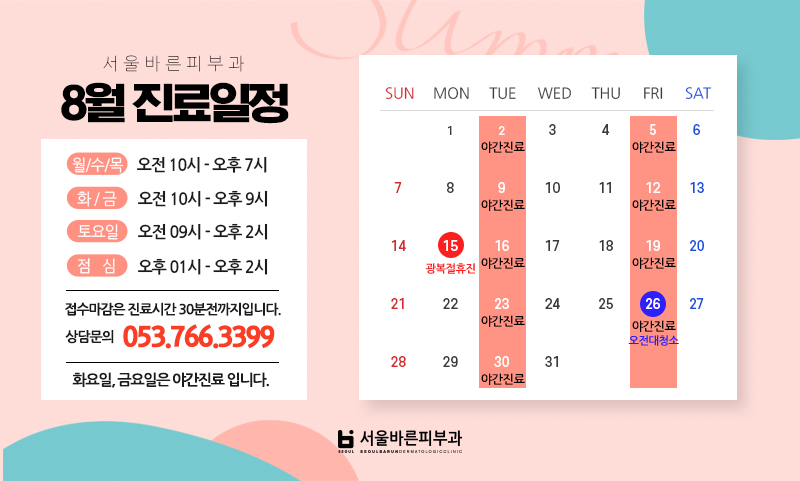 Summ
서울바른피부과
8월 진료일정
월/수/목 오전 10시 - 오후 7시
화 / 금 오전 10시 - 오후 9시
토요일 오전 09시 - 오후 2시
점 심 오후 01시 - 오후 2시
접수마감은 진료시간 30분전까지입니다.
상담문의 053.766.3399
화요일, 금요일은 야간진료 입니다.
SUN MON TUE WED THU FRI SAT
1 2 3 4 5 6
야간진료 야간진료
7 8 9 10 11 12 13
야간진료 야간진료
14 15 16 17 18 19 20
광복절휴진 야간진료 야간진료
21 22 23 24 25 26 27
야간진료 야간진료
오전대청소
28 29 30 31
야간진료
서울바른피부과
SEOUL SEOULBARUNDERMATOLOGICCLINIC